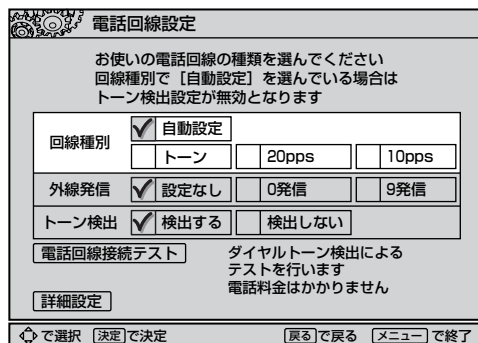 電話回線設定
お使いの電話回線の種類を選んでください
回線種別で［自動設定］を選んでいる場合は
トーン検出設定が無効となります
回線種別 自動設定
トーン 20pps 10pps
外線発信 設定なし 0発信 9発信
トーン検出 検出する 検出しない
電話回線接続テスト ダイヤルトーン検出による
テストを行います
電話料金はかかりません
詳細設定
で選択 決定 で決定 戻る で戻る メニュー で終了